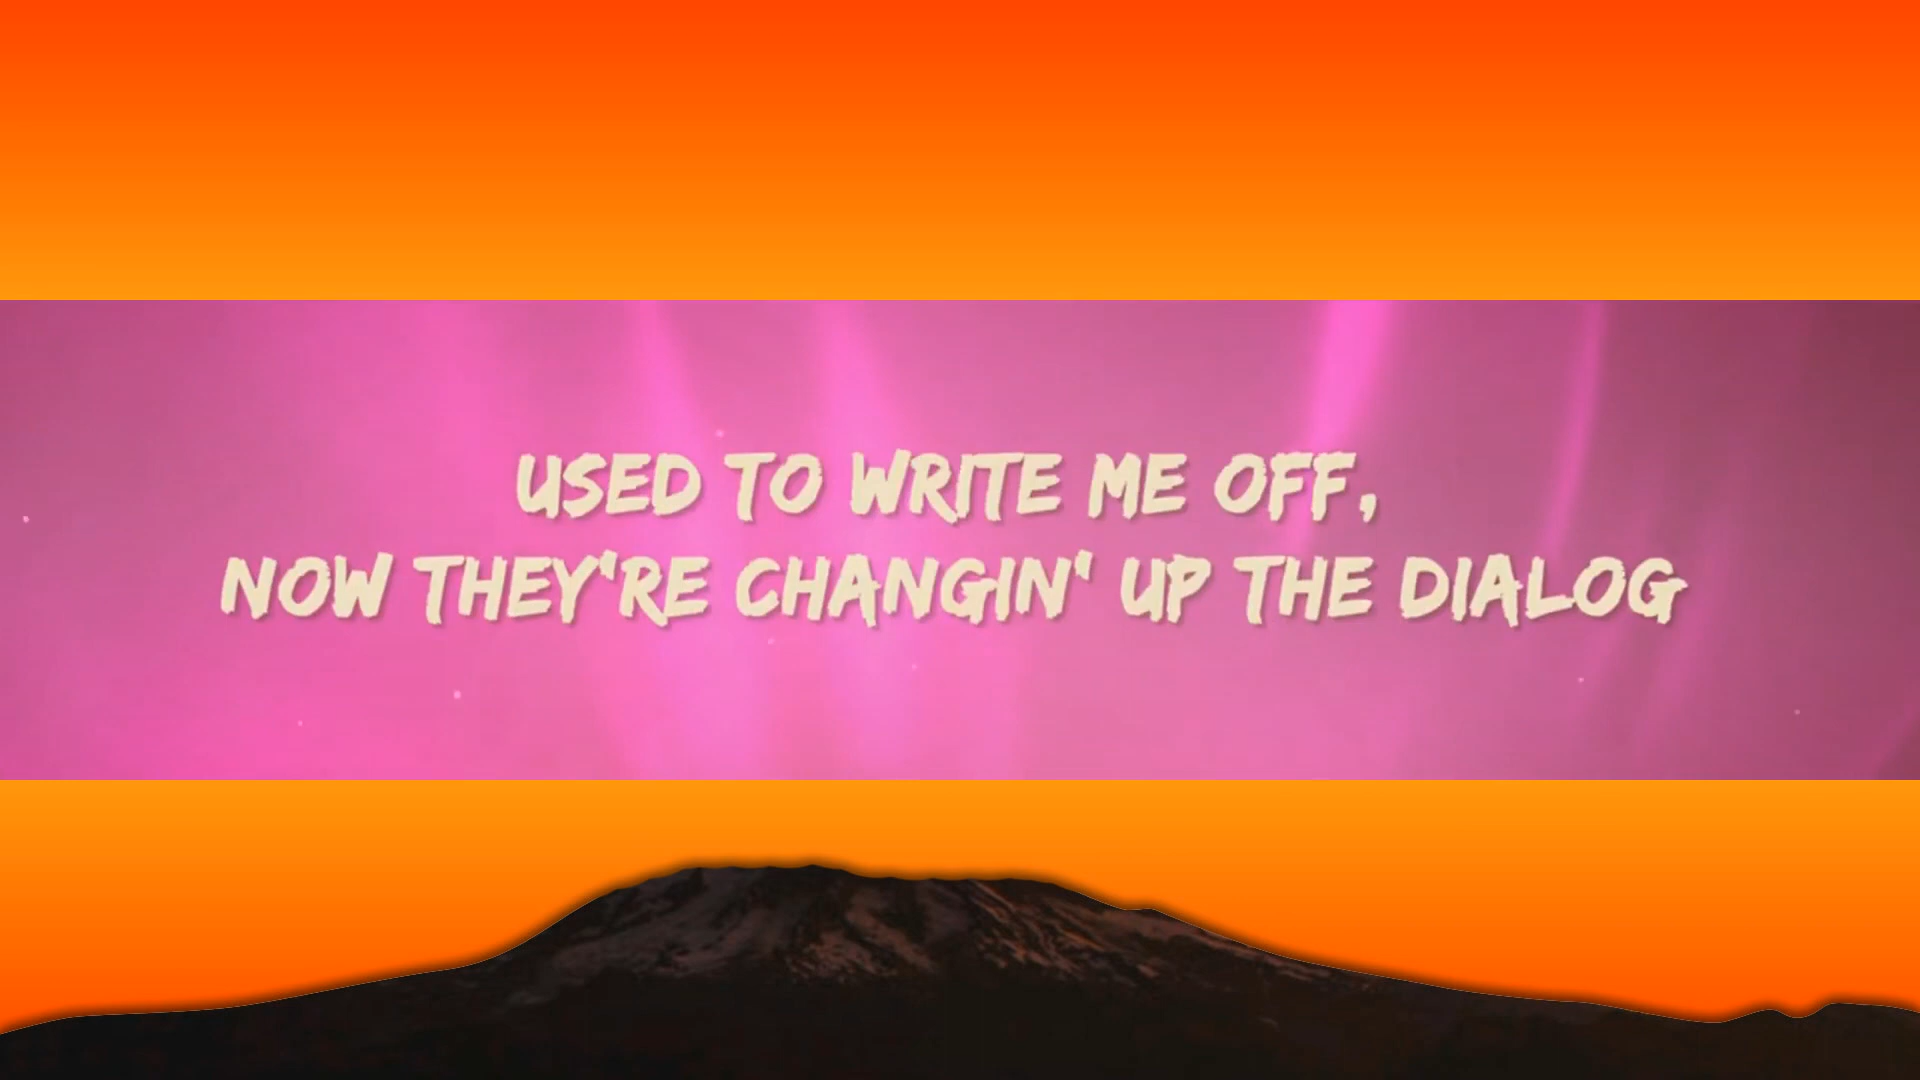 USED TO WRITE ME OFF,
NOW THEY'RE CHANGIN' UP THE DIALOG